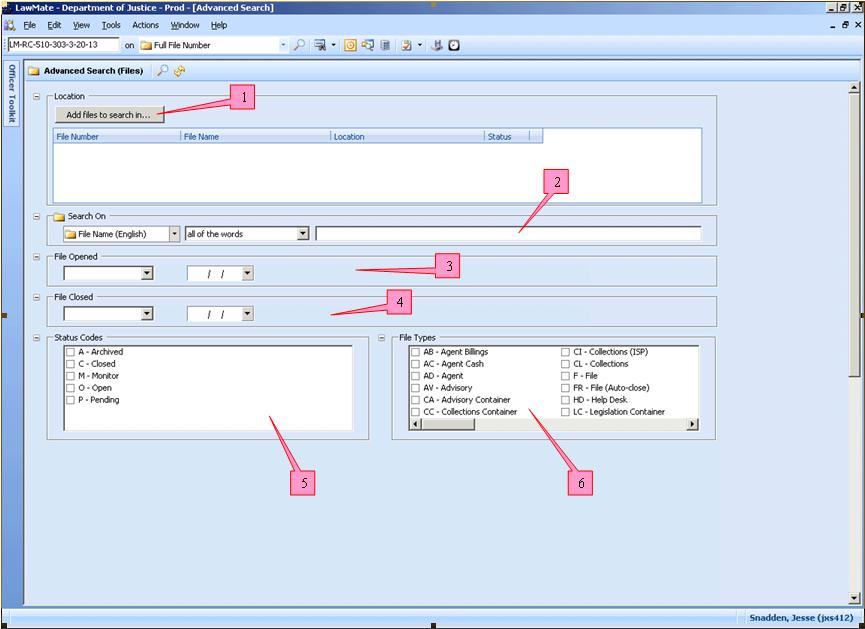 LawMate - Department of Justice - Prod - [Advanced Search]
File Edit View Tools Actions Window Help
LM-RC-510-303-3-20-13 on Full File Number
Officer Toolkit
Advanced Search (Files)
Location
1
Add files to search in...
File Number File Name Location Status
2
Search On
File Name (English) all of the words
File Opened
3
/ /
File Closed
4
/ /
Status Codes
A - Archived
C - Closed
M - Monitor
O - Open
P - Pending
File Types
AB - Agent Billings CI - Collections (ISP)
AC - Agent Cash CL - Collections
AD - Agent F - File
AV - Advisory FR - File (Auto-close)
CA - Advisory Container HD - Help Desk
CC - Collections Container LC - Legislation Container
5
6
Snadden, Jesse (jxs412)